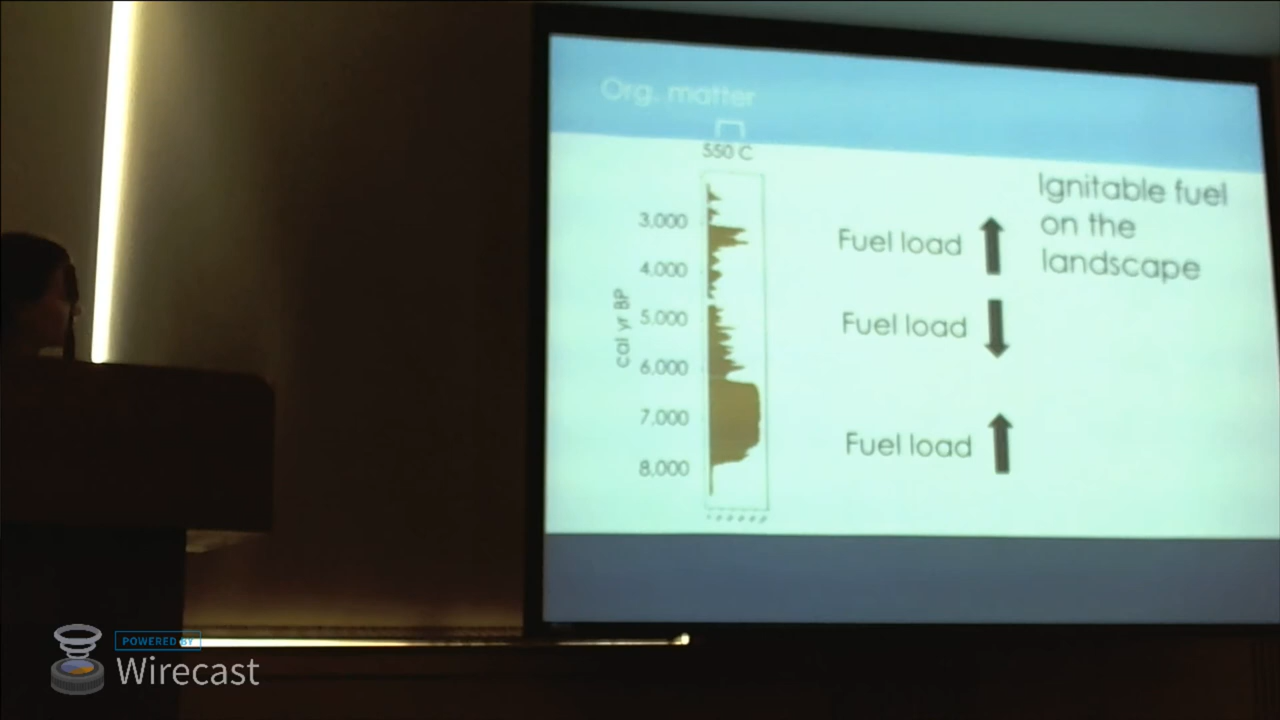 Org. matter
550 C
cal yr BP
3,000
4,000
5,000
6,000
7,000
8,000
Fuel load
Fuel load
Fuel load
Ignitable fuel
on the
landscape
POWERED BY
Wirecast